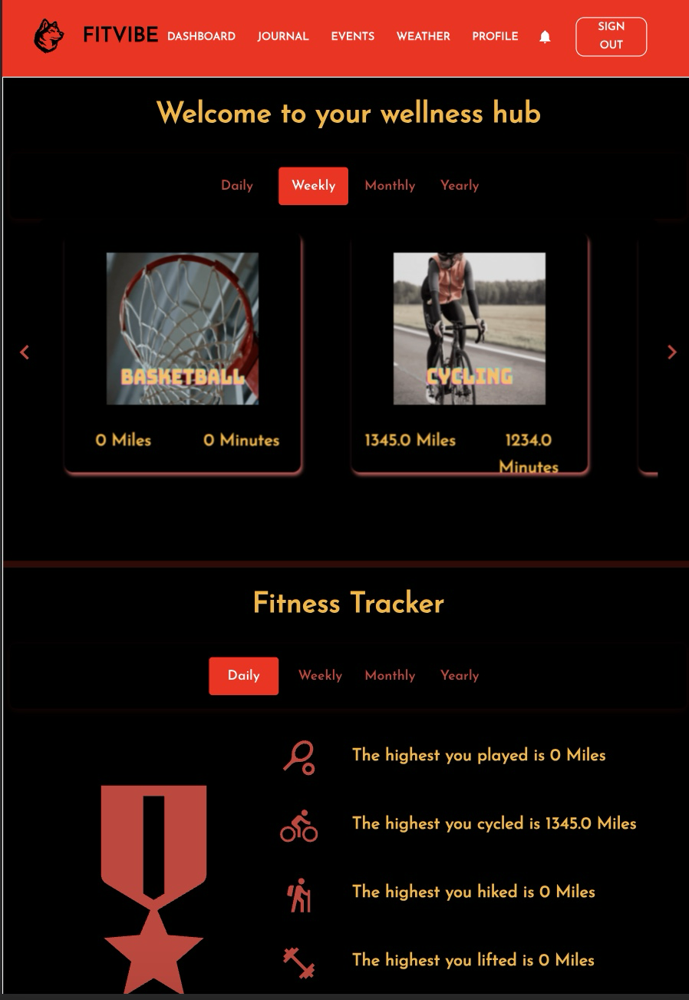 FITVIBE DASHBOARD JOURNAL EVENTS WEATHER PROFILE SIGN OUT
Welcome to your wellness hub
Daily Weekly Monthly Yearly
BASKETBALL
0 Miles 0 Minutes
CYCLING
1345.0 Miles 1234.0 Minutes
Fitness Tracker
Daily Weekly Monthly Yearly
The highest you played is 0 Miles
The highest you cycled is 1345.0 Miles
The highest you hiked is 0 Miles
The highest you lifted is 0 Miles